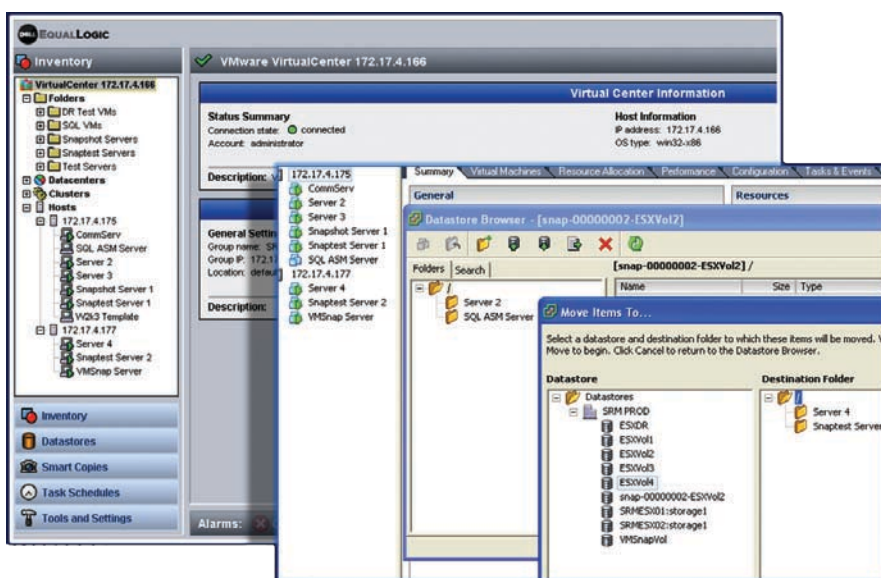 DELL EQUALLOGIC
Inventory
VirtualCenter 172.17.4.166
Folders
DR Test VMs
SQL VMs
Snapshot Servers
Snaptest Servers
Test Servers
Datacenters
Clusters
Hosts
172.17.4.175
CommServ
SQL ASM Server
Server 2
Server 3
Snapshot Server 1
Snaptest Server 1
W2k3 Template
172.17.4.177
Server 4
Snaptest Server 2
VMSnap Server
Inventory
Datastores
Smart Copies
Task Schedules
Tools and Settings
VMware VirtualCenter 172.17.4.166
Virtual Center Information
Status Summary
Connection state: connected
Account: administrator
Host Information
IP address: 172.17.4.166
OS type: win32-x86
Description:
General Settin
Group name:
Group IP: 172.1
Location: default
Description:
Alarms:
172.17.4.175
CommServ
Server 2
Server 3
Snapshot Server 1
Snaptest Server 1
SQL ASM Server
172.17.4.177
Server 4
Snaptest Server 2
VMSnap Server
Summary Virtual Machines Resource Allocation Performance Configuration Tasks & Events
General Resources
Datastore Browser - [snap-00000002-ESXVol2]
Folders Search
[snap-00000002-ESXVol2] /
Name Size Type
/
Server 2
SQL ASM Server
Move Items To...
Select a datastore and destination folder to which these items will be moved.
Move to begin. Click Cancel to return to the Datastore Browser.
Datastore
Datastores
SRM PROD
ESXDR
ESXVol1
ESXVol2
ESXVol3
ESXVol4
snap-00000002-ESXVol2
SRMESX01:storage1
SRMESX02:storage1
VMSnapVol
Destination Folder
/
Server 4
Snaptest Server